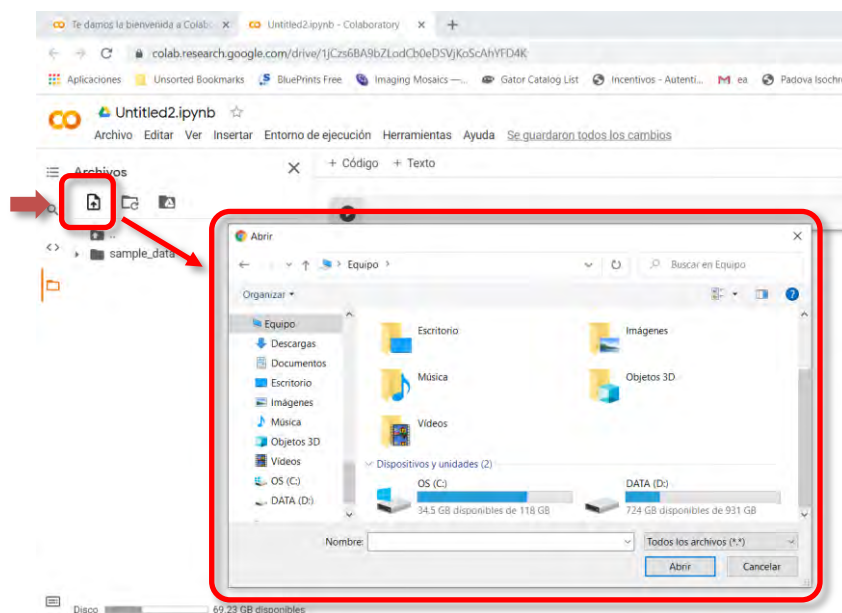 Te damos la bienvenida a Colab
Untitled2.ipynb - Colaboratory
colab.research.google.com/drive/1jCzs6BA9bZLodCb0eDSVjKoScAhYFD4K
Aplicaciones Unsorted Bookmarks BluePrints Free Imaging Mosaics —... Gator Catalog List Incentivos - Autenti... ea Padova Isochr
Untitled2.ipynb
Archivo Editar Ver Insertar Entorno de ejecución Herramientas Ayuda Se guardaron todos los cambios
Archivos
+ Código + Texto
..
sample_data
Abrir
Equipo
Buscar en Equipo
Organizar
Equipo
Descargas
Documentos
Escritorio
Imágenes
Música
Objetos 3D
Vídeos
OS (C:)
DATA (D:)
Escritorio
Imágenes
Música
Objetos 3D
Vídeos
Dispositivos y unidades (2)
OS (C:)
34.5 GB disponibles de 118 GB
DATA (D:)
724 GB disponibles de 931 GB
Nombre:
Todos los archivos (*.*)
Abrir
Cancelar
Disco
69.23 GB disponibles